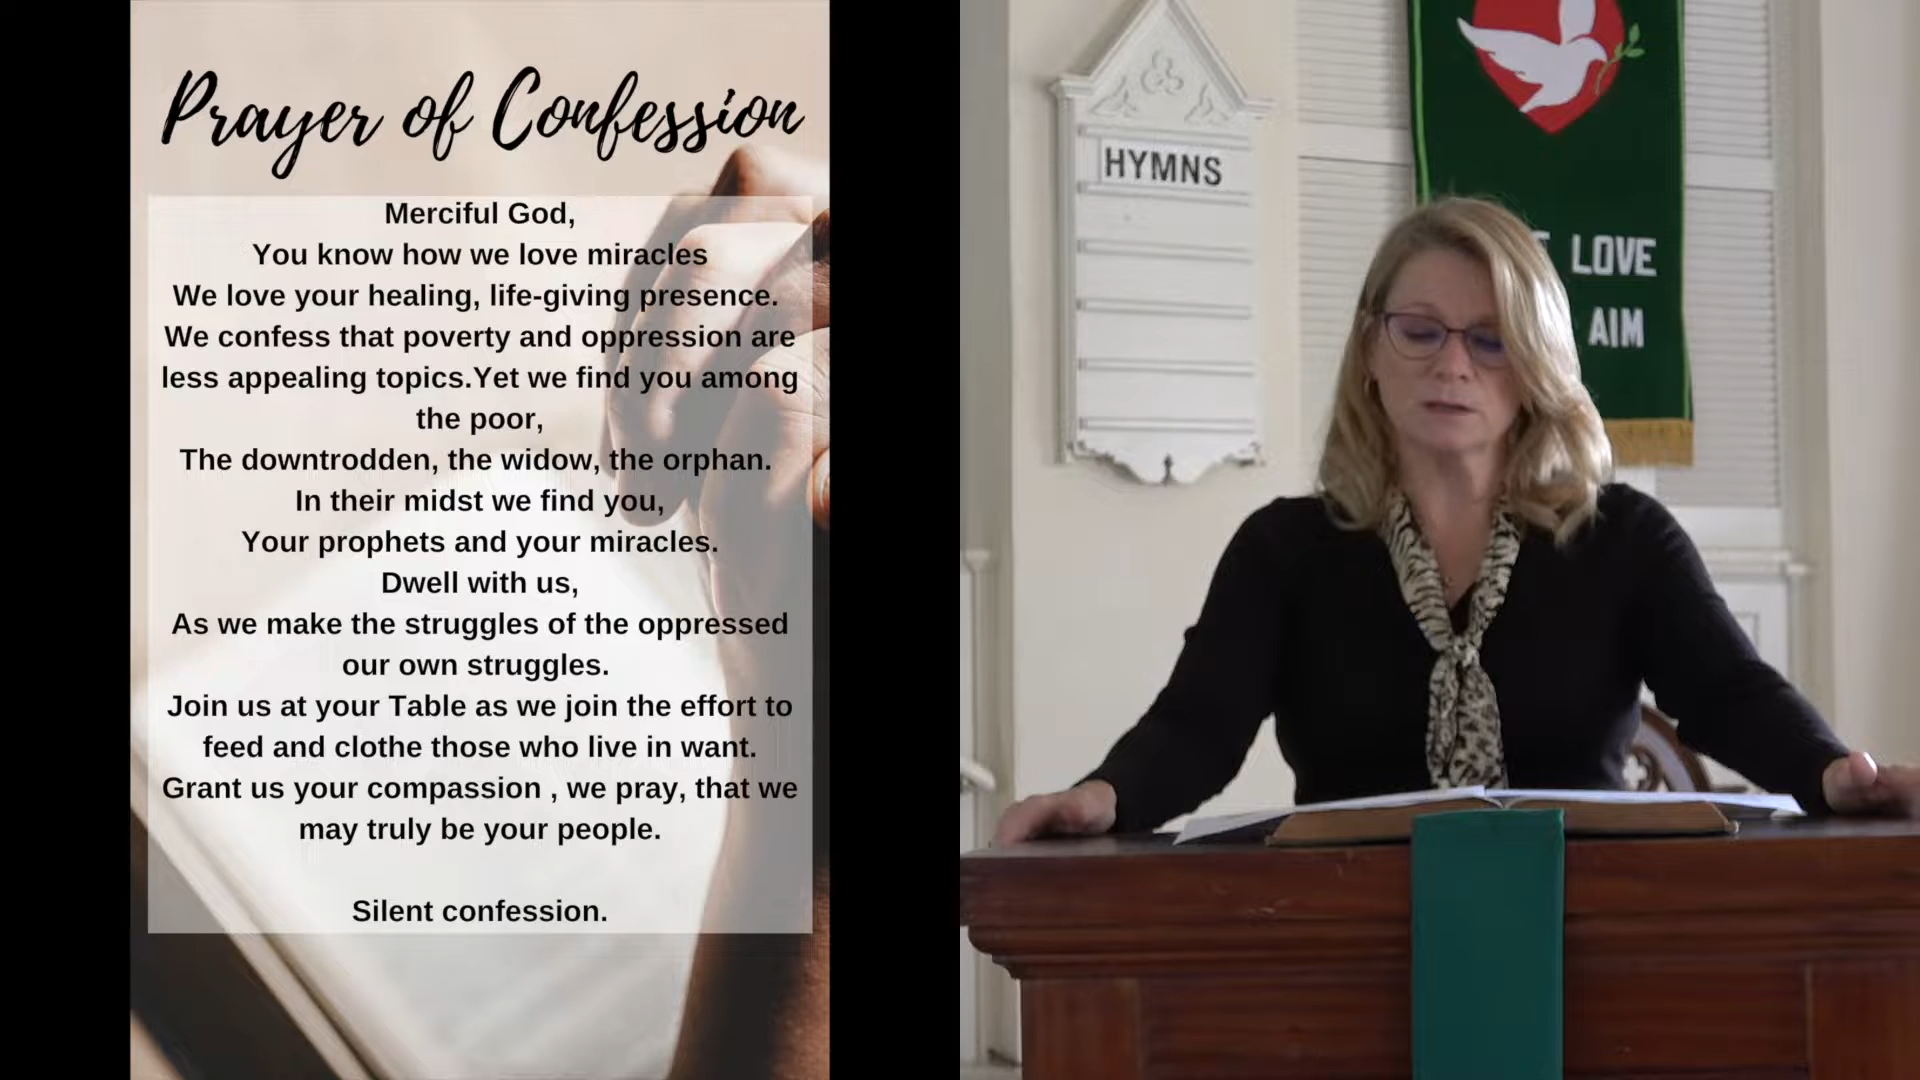 Prayer of Confession
Merciful God,
You know how we love miracles
We love your healing, life-giving presence.
We confess that poverty and oppression are
less appealing topics.Yet we find you among
the poor,
The downtrodden, the widow, the orphan.
In their midst we find you,
Your prophets and your miracles.
Dwell with us,
As we make the struggles of the oppressed
our own struggles.
Join us at your Table as we join the effort to
feed and clothe those who live in want.
Grant us your compassion , we pray, that we
may truly be your people.
Silent confession.
HYMNS
LOVE
AIM